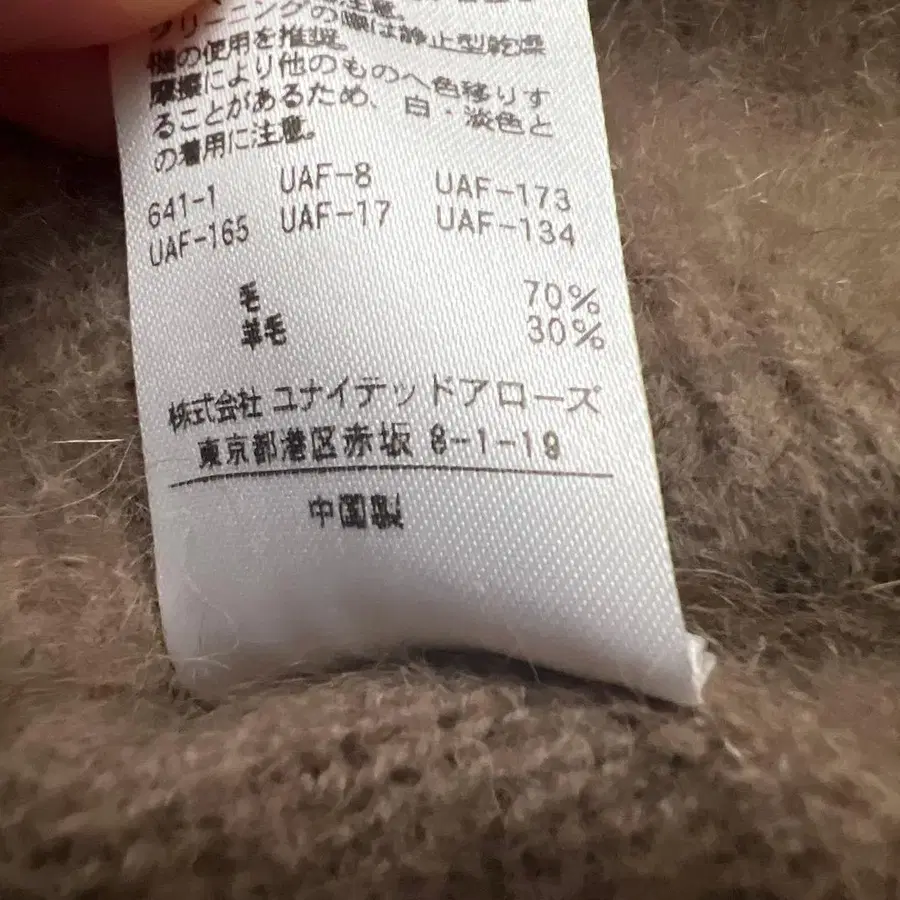 注意。
クリーニングの際は静止型乾燥
機の使用を推奨。
摩擦により他のものへ色移りす
ることがあるため、白・淡色と
の着用に注意。
641-1 UAF-8 UAF-173
UAF-165 UAF-17 UAF-134
毛 70%
羊毛 30%
株式会社 ユナイテッドアローズ
東京都港区赤坂 8-1-19
中国製